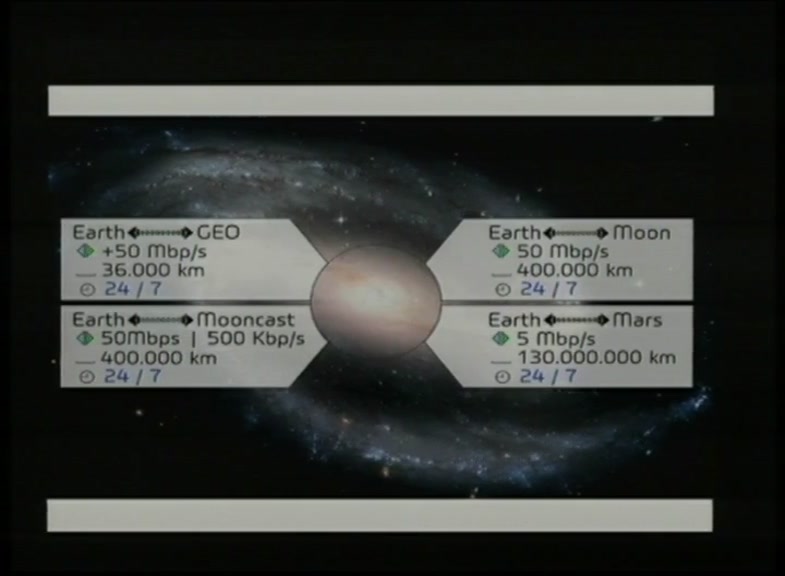 Earth GEO
+50 Mbp/s
36.000 km
24 / 7
Earth Moon
50 Mbp/s
400.000 km
24 / 7
Earth Mooncast
50Mbps | 500 Kbp/s
400.000 km
24 / 7
Earth Mars
5 Mbp/s
130.000.000 km
24 / 7